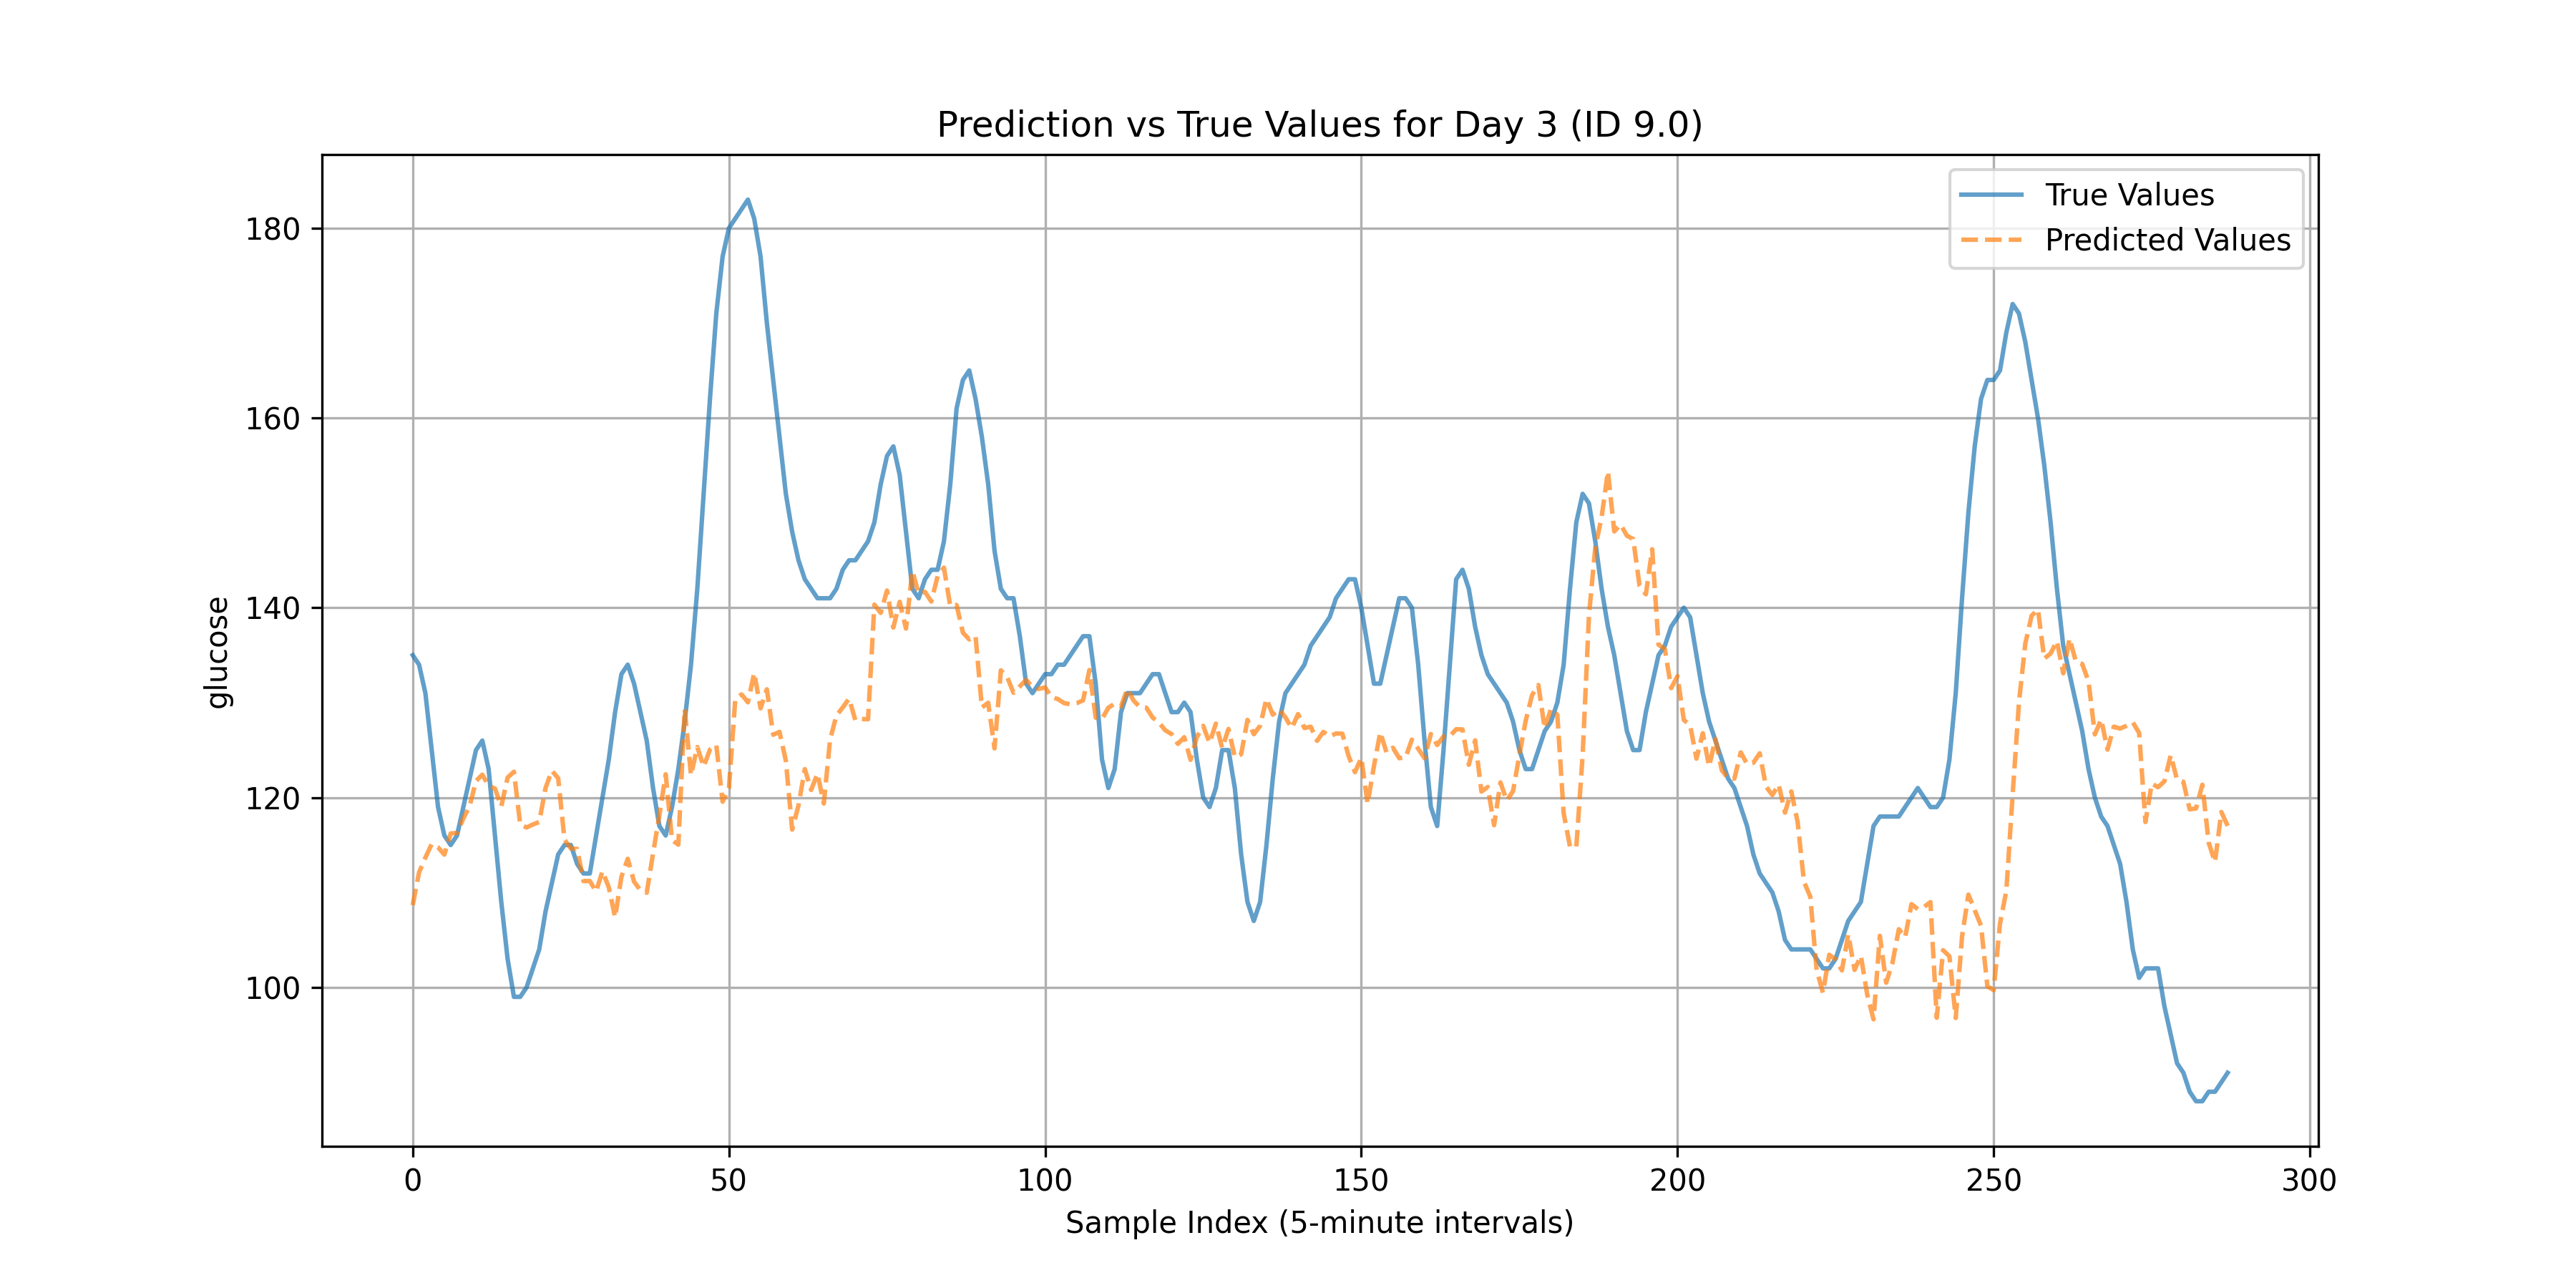 Prediction vs True Values for Day 3 (ID 9.0)
True Values
Predicted Values
180
160
140
120
100
glucose
0 50 100 150 200 250 300
Sample Index (5-minute intervals)